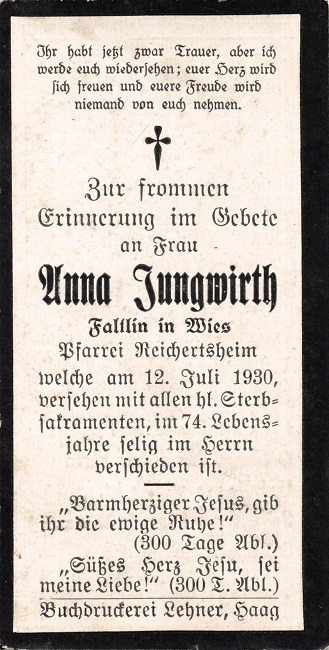 Ihr habt jetzt zwar Trauer, aber ich
werde euch wiedersehen; euer Herz wird
sich freuen und euere Freude wird
niemand von euch nehmen.
Zur frommen
Erinnerung im Gebete
an Frau
Anna Jungwirth
Faltlin in Wies
Pfarrei Reichertsheim
welche am 12. Juli 1930,
versehen mit allen hl. Sterb-
sakramenten, im 74. Lebens-
jahre selig im Herrn
verschieden ist.
„Barmherziger Jesus, gib
ihr die ewige Ruhe!"
(300 Tage Abl.)
„Süßes Herz Jesu, sei
meine Liebe!" (300 T. Abl.)
Buchdruckerei Lehner, Haag